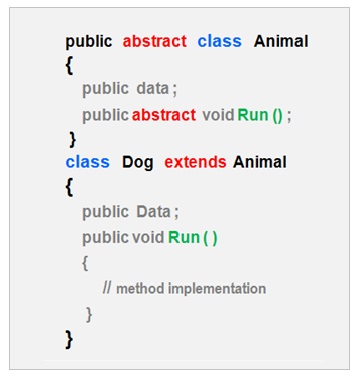 public abstract class Animal
{
public data ;
public abstract void Run () ;
}
class Dog extends Animal
{
public Data ;
public void Run ( )
{
// method implementation
}
}